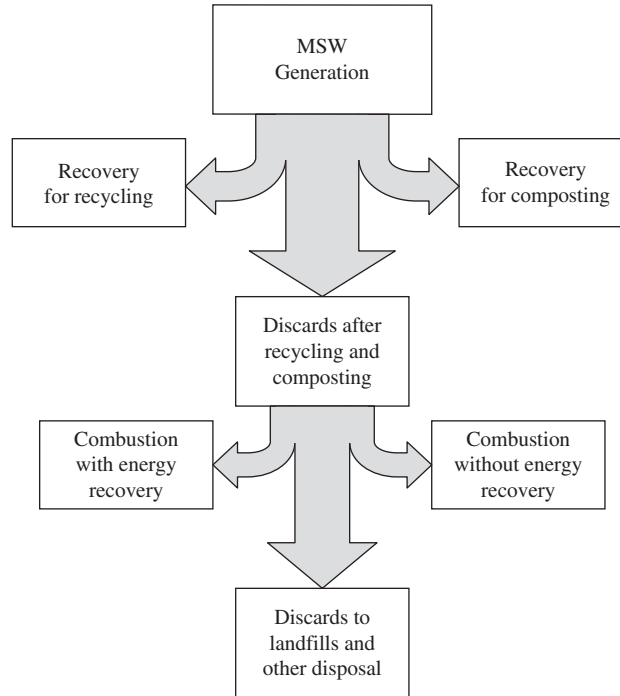 MSW
Generation
Recovery
for recycling
Recovery
for composting
Discards after
recycling and
composting
Combustion
with energy
recovery
Combustion
without energy
recovery
Discards to
landfills and
other disposal